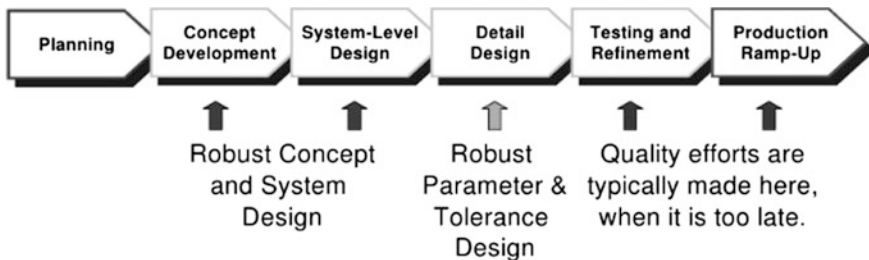 Planning
Concept
Development
System-Level
Design
Detail
Design
Testing and
Refinement
Production
Ramp-Up
Robust Concept
and System
Design
Robust
Parameter &
Tolerance
Design
Quality efforts are
typically made here,
when it is too late.